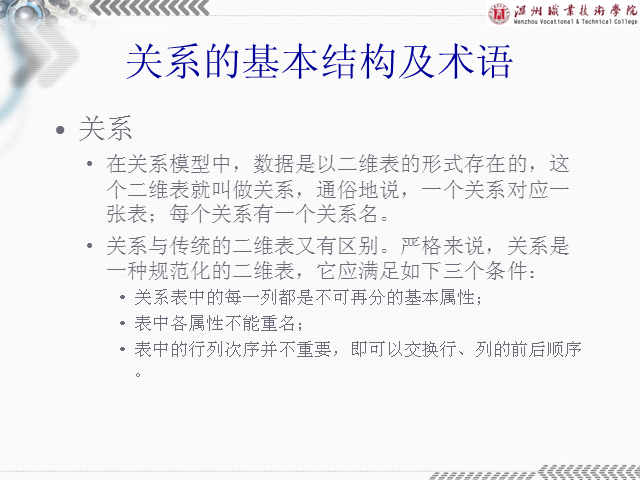 温州职业技术学院
Wenzhou Vocational & Technical College
关系的基本结构及术语
• 关系
• 在关系模型中，数据是以二维表的形式存在的，这
个二维表就叫做关系，通俗地说，一个关系对应一
张表；每个关系有一个关系名。
• 关系与传统的二维表又有区别。严格来说，关系是
一种规范化的二维表，它应满足如下三个条件：
• 关系表中的每一列都是不可再分的基本属性；
• 表中各属性不能重名；
• 表中的行列次序并不重要，即可以交换行、列的前后顺序
。